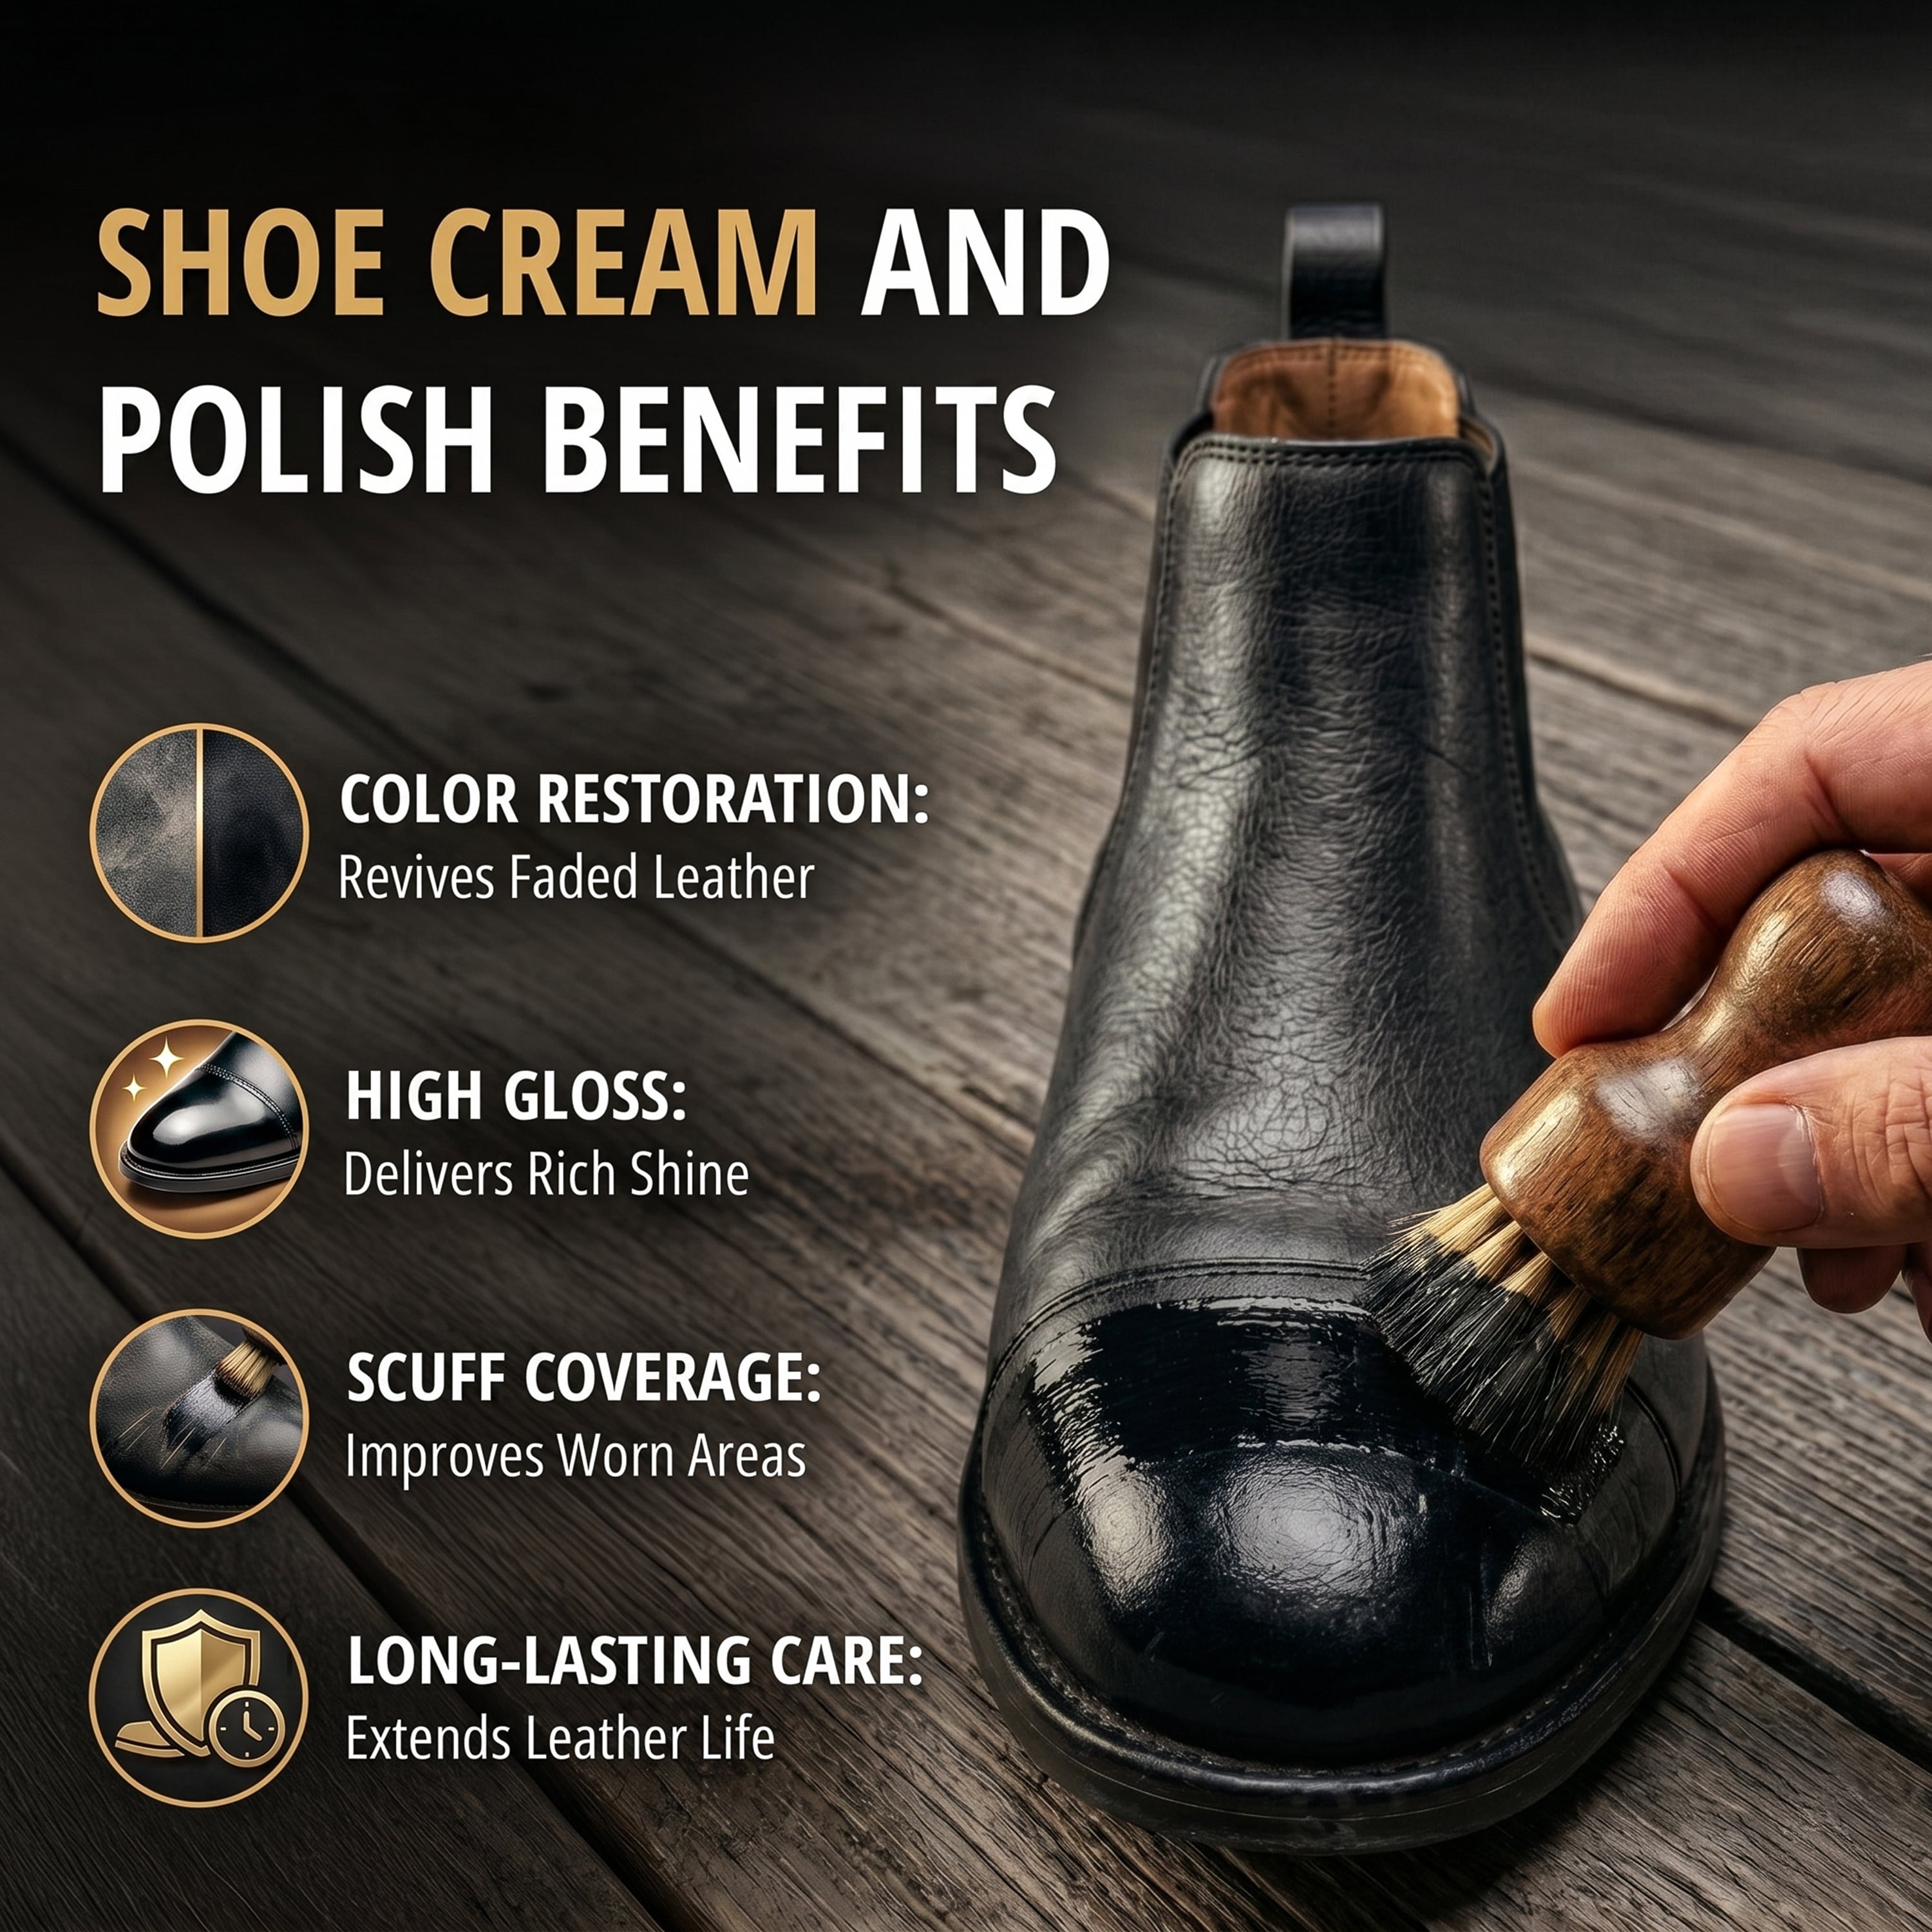 SHOE CREAM AND
POLISH BENEFITS
COLOR RESTORATION:
Revives Faded Leather
HIGH GLOSS:
Delivers Rich Shine
SCUFF COVERAGE:
Improves Worn Areas
LONG-LASTING CARE:
Extends Leather Life